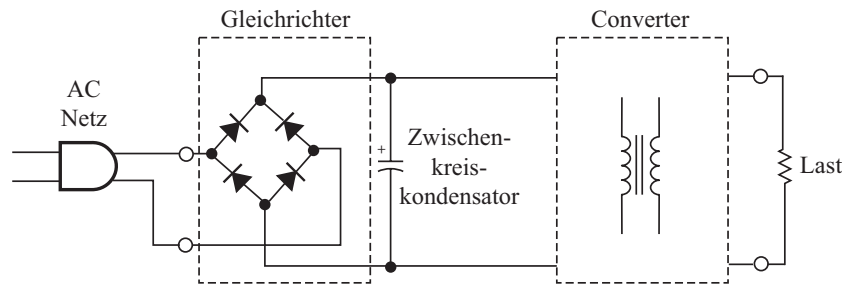 Gleichrichter
Converter
AC
Netz
+
Zwischen-
kreis-
kondensator
Last